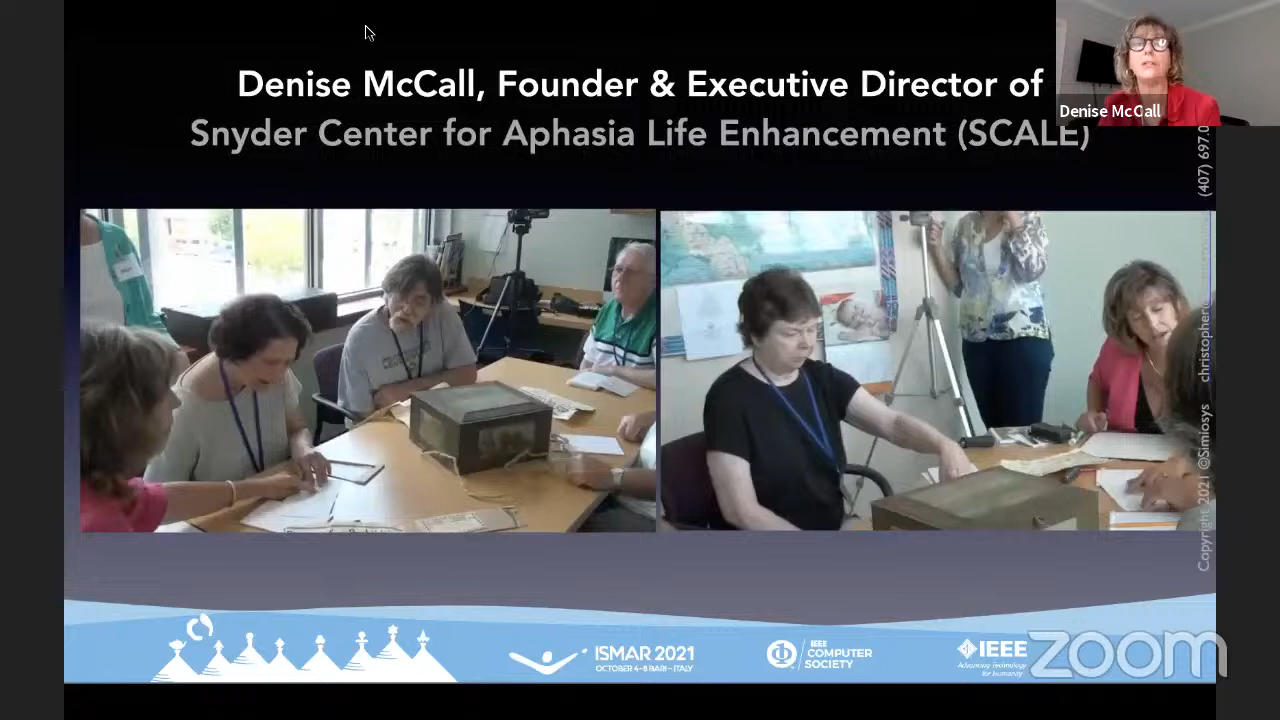 Denise McCall, Founder & Executive Director of
Snyder Center for Aphasia Life Enhancement (SCALE)
Denise McCall
(407) 697.0
christopher
Copyright 2021 ©Simiosys
ISMAR 2021
OCTOBER 4-8 BARI - ITALY
IEEE
COMPUTER
SOCIETY
IEEE
Advancing Technology
for Humanity
zoom